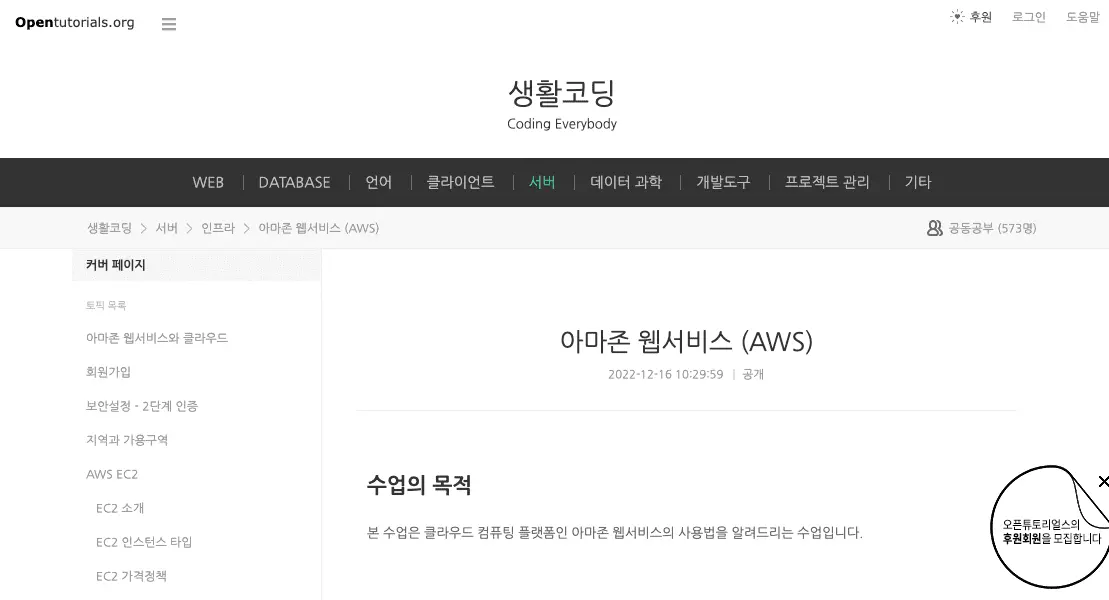 Opentutorials.org
후원 로그인 도움말
생활코딩
Coding Everybody
WEB DATABASE 언어 클라이언트 서버 데이터 과학 개발도구 프로젝트 관리 기타
생활코딩 > 서버 > 인프라 > 아마존 웹서비스 (AWS)
공동공부 (573명)
커버 페이지
토픽 목록
아마존 웹서비스와 클라우드
회원가입
보안설정 - 2단계 인증
지역과 가용구역
AWS EC2
EC2 소개
EC2 인스턴스 타입
EC2 가격정책
아마존 웹서비스 (AWS)
2022-12-16 10:29:59 | 공개
수업의 목적
본 수업은 클라우드 컴퓨팅 플랫폼인 아마존 웹서비스의 사용법을 알려드리는 수업입니다.
오픈튜토리얼스의
후원회원을 모집합니다